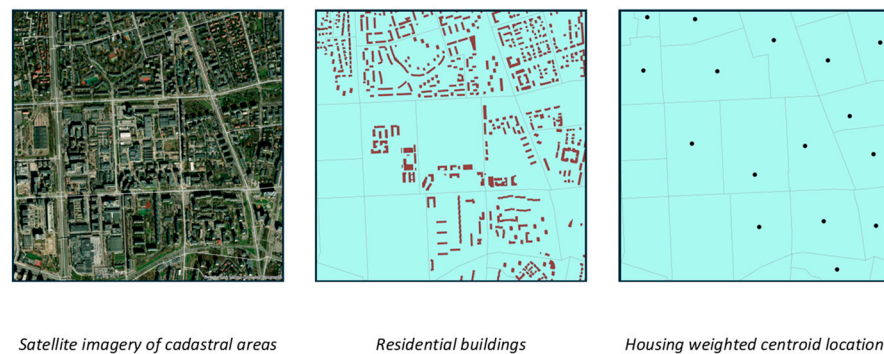 Satellite imagery of cadastral areas
Residential buildings
Housing weighted centroid location